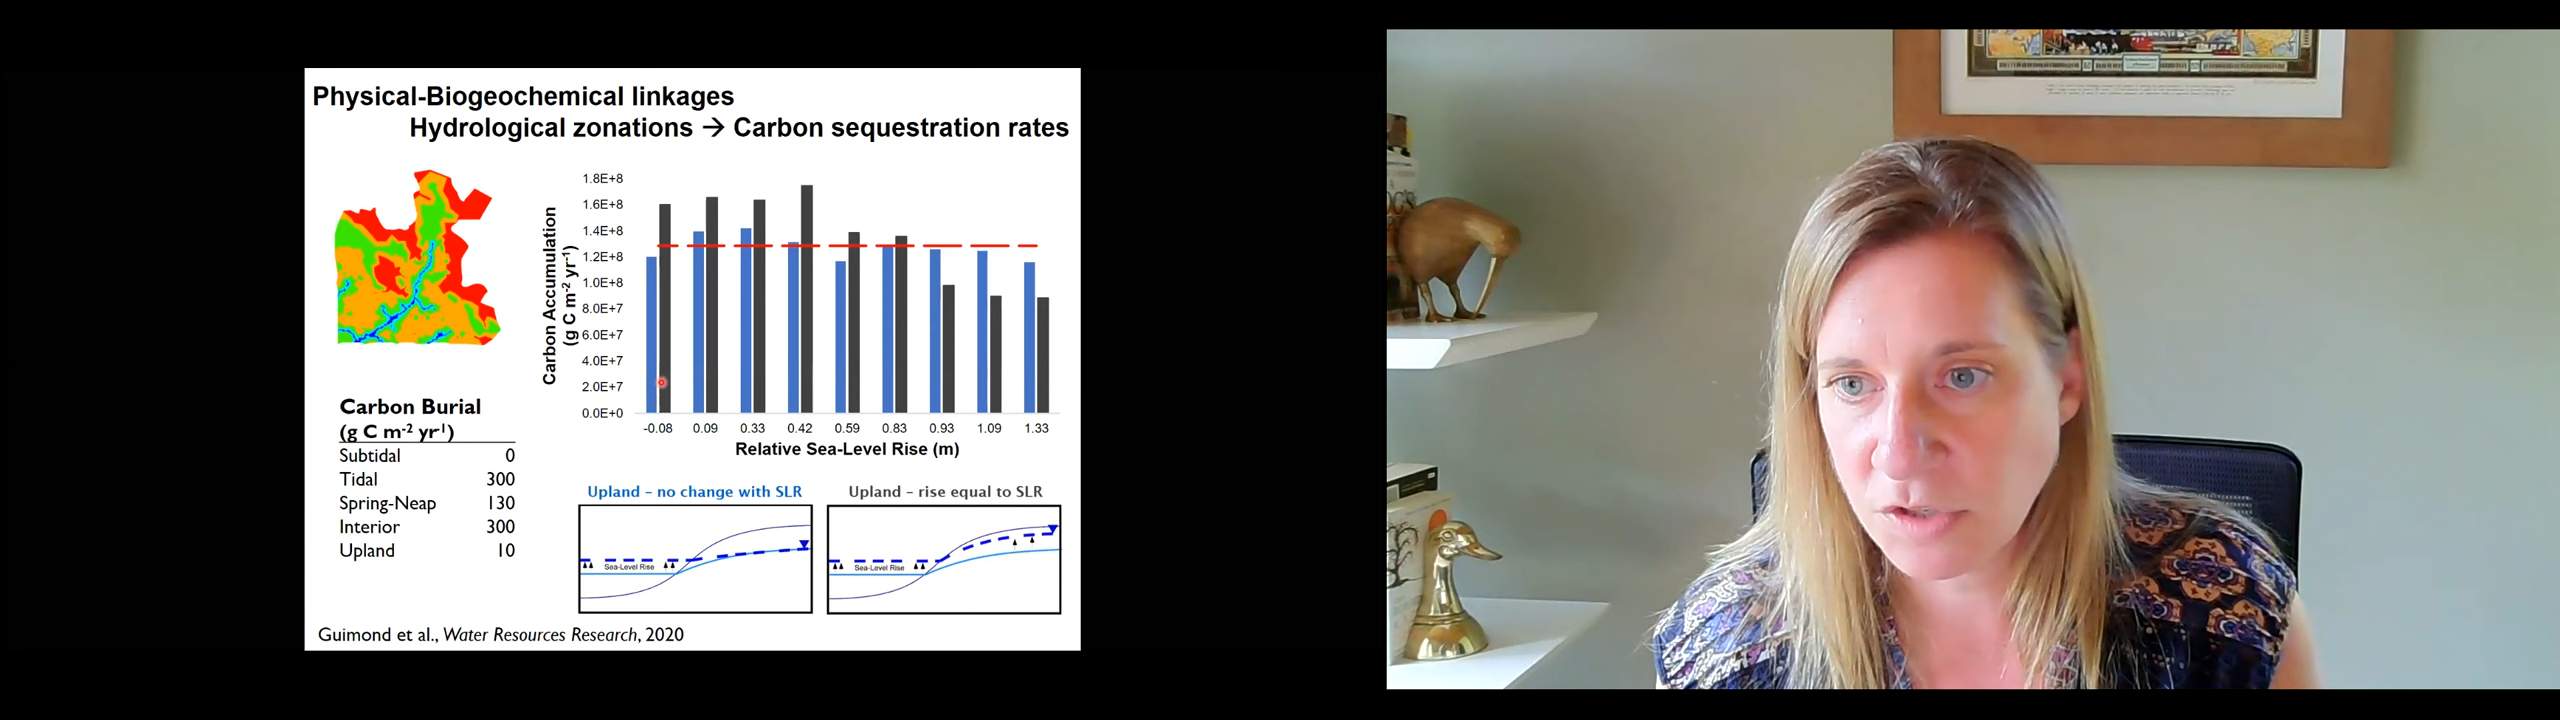 Physical-Biogeochemical linkages
Hydrological zonations → Carbon sequestration rates
Carbon Accumulation
(g C m-2 yr-1)
1.8E+8
1.6E+8
1.4E+8
1.2E+8
1.0E+8
8.0E+7
6.0E+7
4.0E+7
2.0E+7
0.0E+0
-0.08 0.09 0.33 0.42 0.59 0.83 0.93 1.09 1.33
Relative Sea-Level Rise (m)
Carbon Burial
(g C m-2 yr1)
Subtidal 0
Tidal 300
Spring-Neap 130
Interior 300
Upland 10
Upland – no change with SLR
Sea-Level Rise
Upland – rise equal to SLR
Sea-Level Rise
Guimond et al., Water Resources Research, 2020